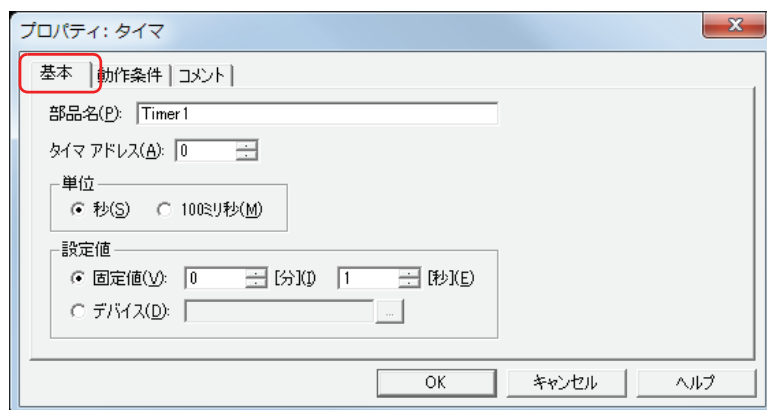 プロパティ: タイマ
基本 動作条件 コメント
部品名(P): Timer1
タイマ アドレス(A): 0
単位
秒(S) 100ミリ秒(M)
設定値
固定値(V): 0 [分](I) 1 [秒](E)
デバイス(D): ...
OK キャンセル ヘルプ